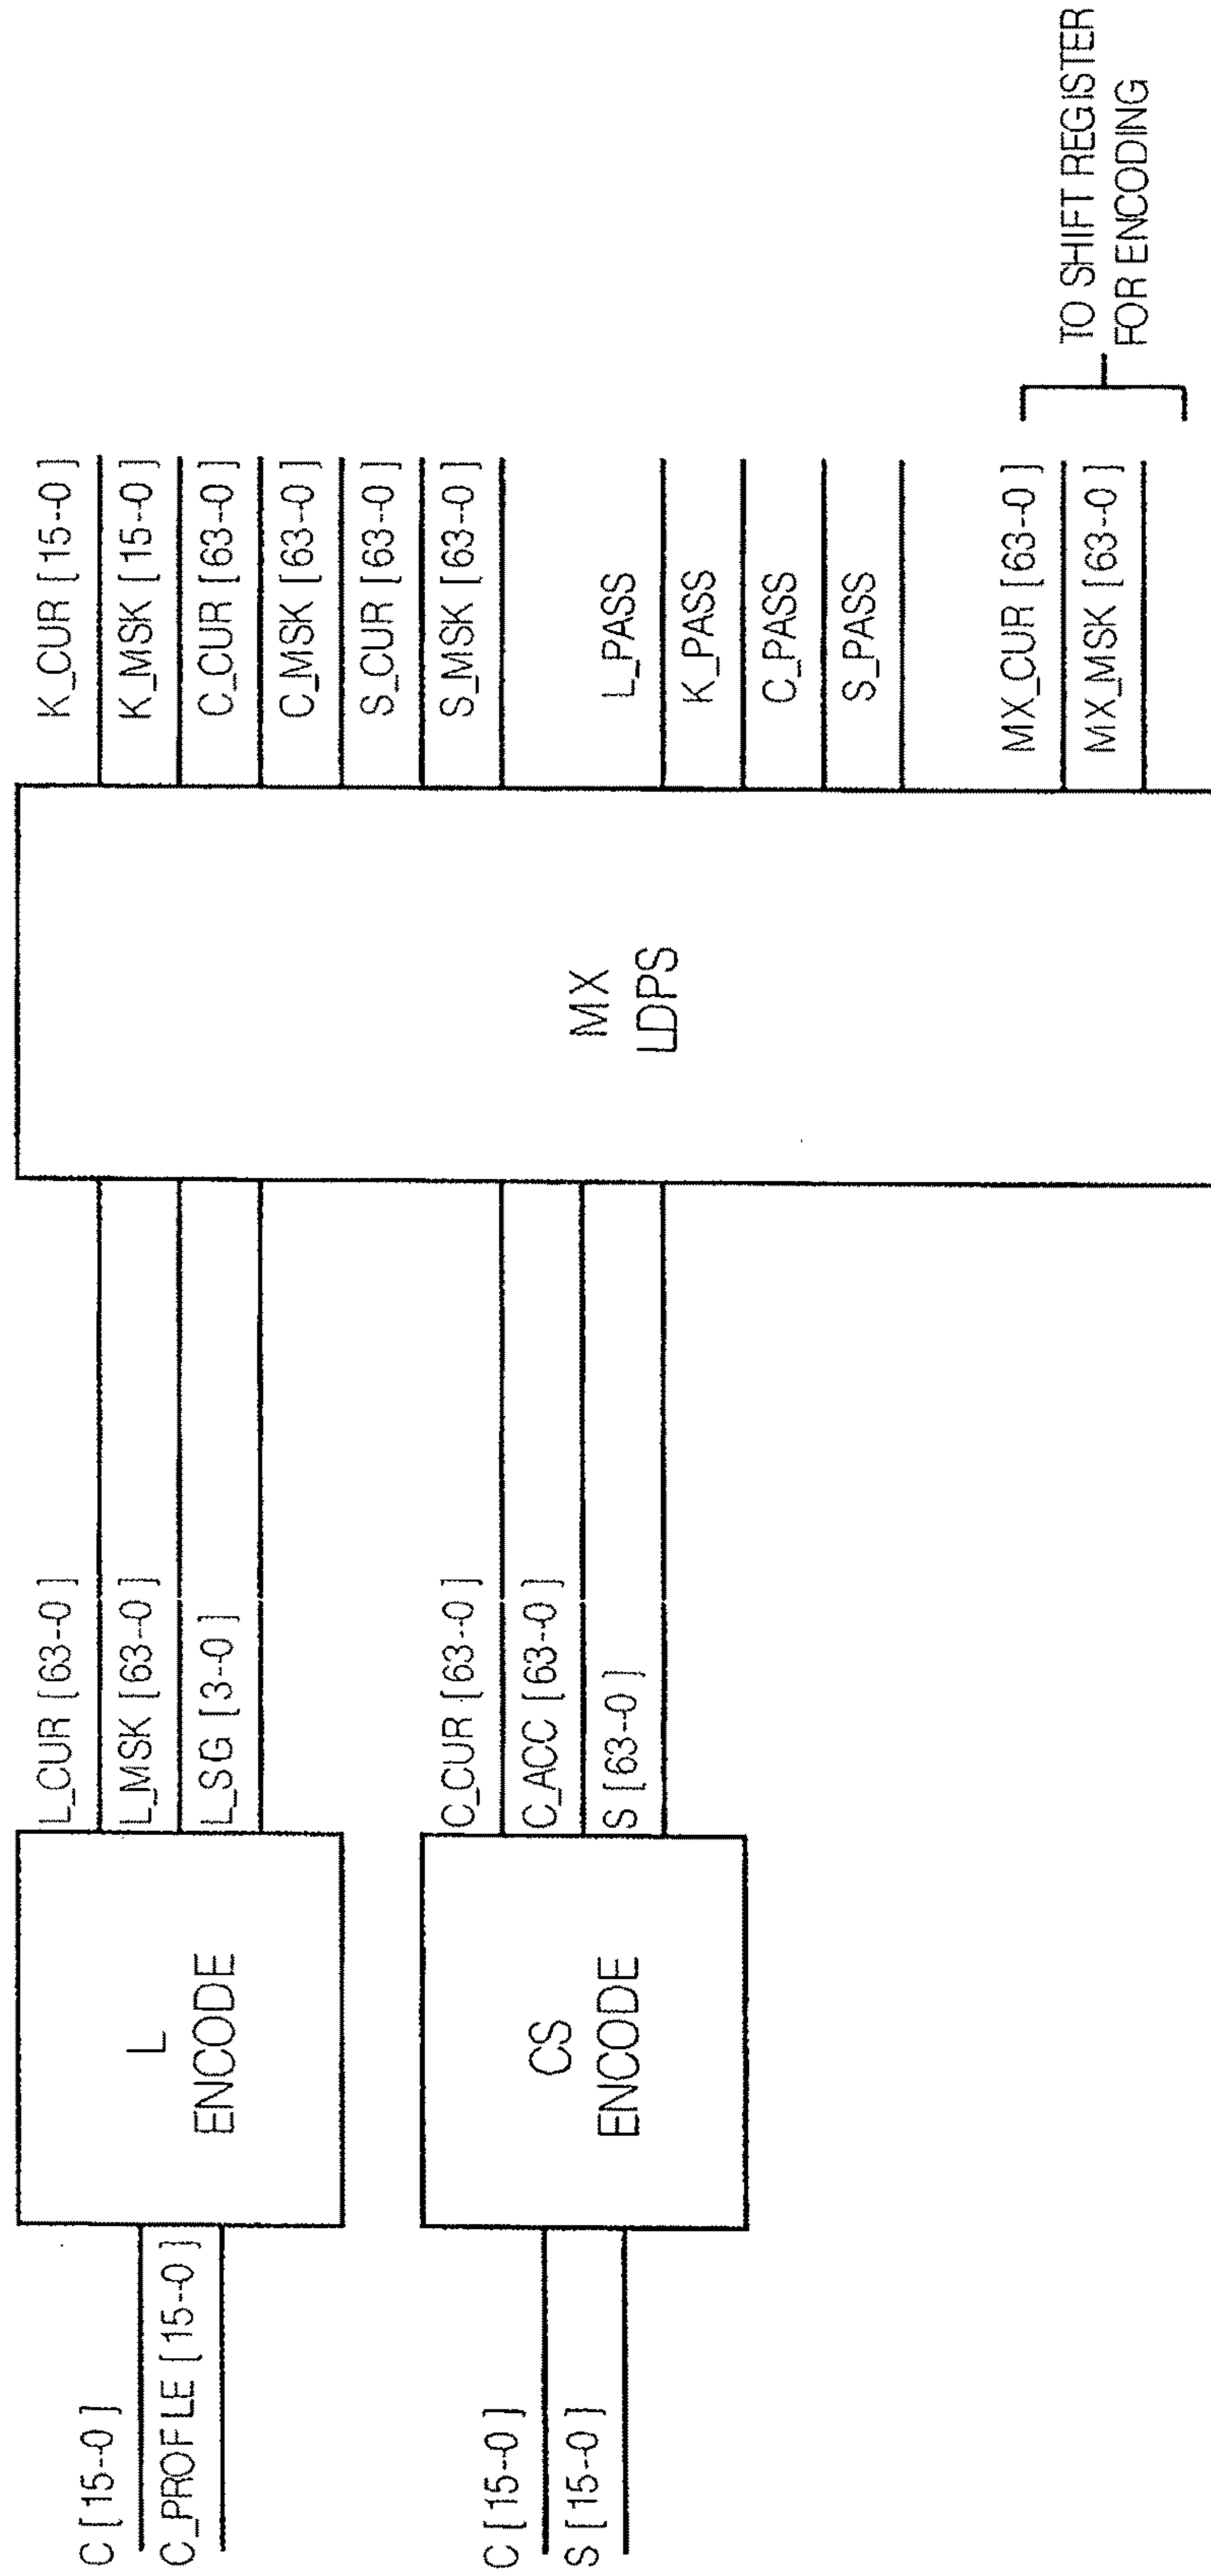 C [ 15--0 ]
C_PROFLE [ 15--0 ]
L
ENCODE
L_CUR [ 63--0 ]
L_MSK [ 63--0 ]
L_SG [ 3--0 ]
C [ 15--0 ]
S [ 15--0 ]
CS
ENCODE
C_CUR [ 63--0 ]
C_ACC [ 63--0 ]
S [ 63--0 ]
MX
LDPS
K_CUR [ 15--0 ]
K_MSK [ 15--0 ]
C_CUR [ 63--0 ]
C_MSK [ 63--0 ]
S_CUR [ 63--0 ]
S_MSK [ 63--0 ]
L_PASS
K_PASS
C_PASS
S_PASS
MX_CUR [ 63--0 ]
MX_MSK [ 63--0 ]
TO SHIFT REGISTER
FOR ENCODING